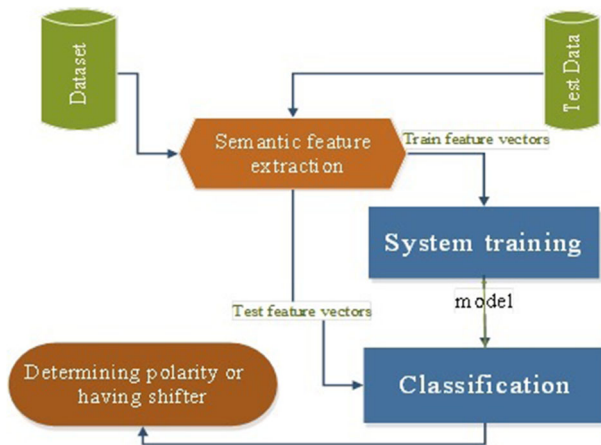 Dataset
Test Data
Semantic feature
extraction
Train feature vectors
System training
model
Test feature vectors
Determining polarity or
having shifter
Classification